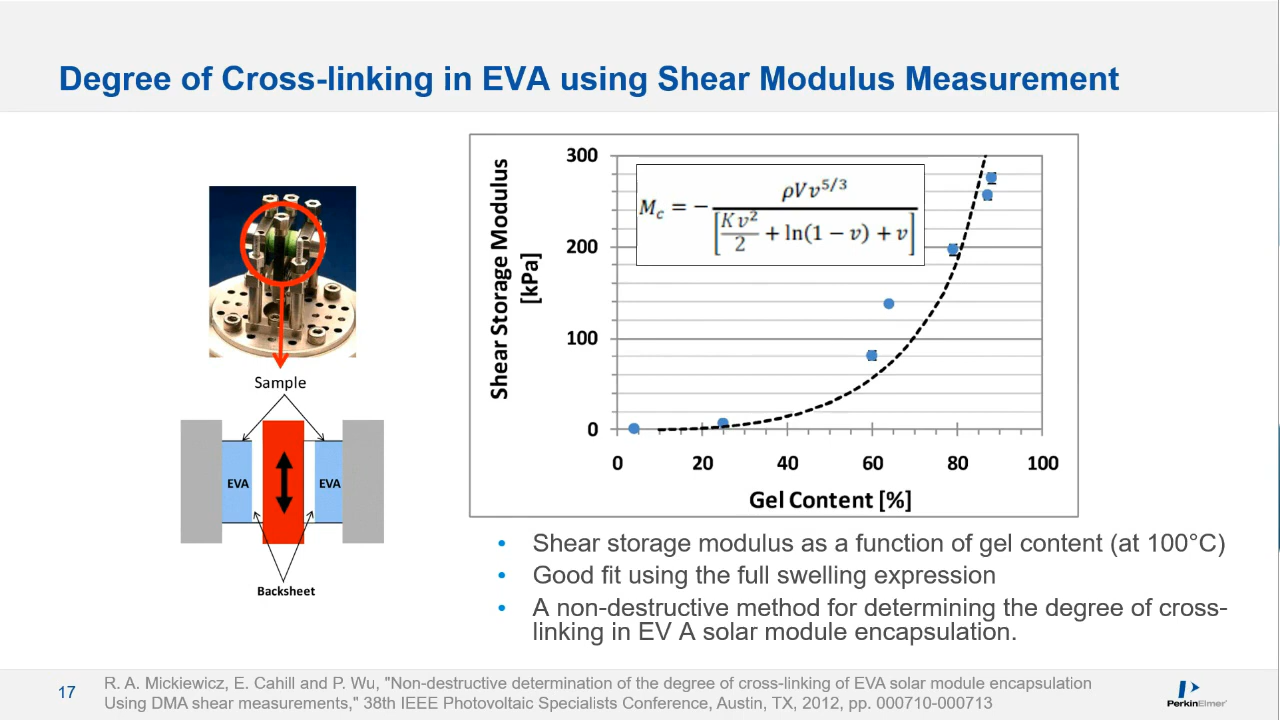 Degree of Cross-linking in EVA using Shear Modulus Measurement
Sample
EVA
EVA
Backsheet
Shear Storage Modulus
[kPa]
300
200
100
0
M_c = − ρVv^{5/3} / [Kv²/2 + ln(1 − v) + v]
0 20 40 60 80 100
Gel Content [%]
• Shear storage modulus as a function of gel content (at 100°C)
• Good fit using the full swelling expression
• A non-destructive method for determining the degree of cross-
linking in EV A solar module encapsulation.
17
R. A. Mickiewicz, E. Cahill and P. Wu, "Non-destructive determination of the degree of cross-linking of EVA solar module encapsulation
Using DMA shear measurements," 38th IEEE Photovoltaic Specialists Conference, Austin, TX, 2012, pp. 000710-000713
PerkinElmer